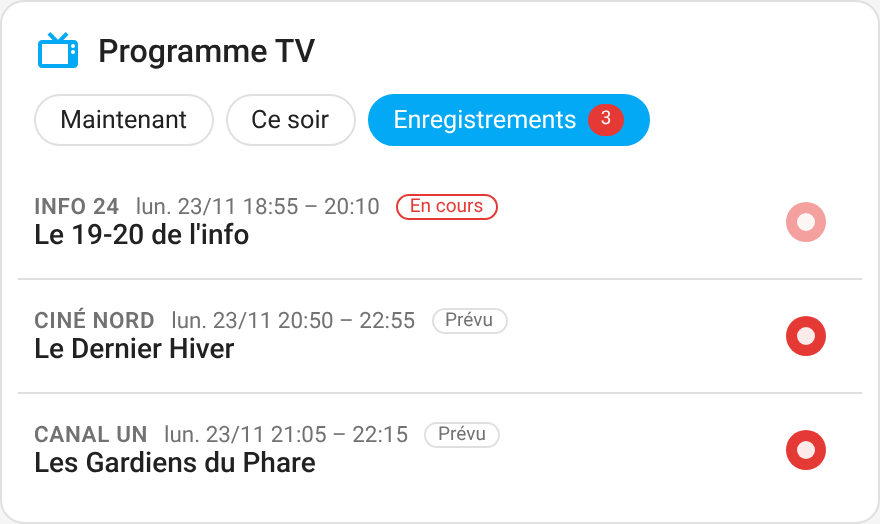 Programme TV
Maintenant Ce soir Enregistrements 3
INFO 24 lun. 23/11 18:55 – 20:10 En cours
Le 19-20 de l'info
CINÉ NORD lun. 23/11 20:50 – 22:55 Prévu
Le Dernier Hiver
CANAL UN lun. 23/11 21:05 – 22:15 Prévu
Les Gardiens du Phare